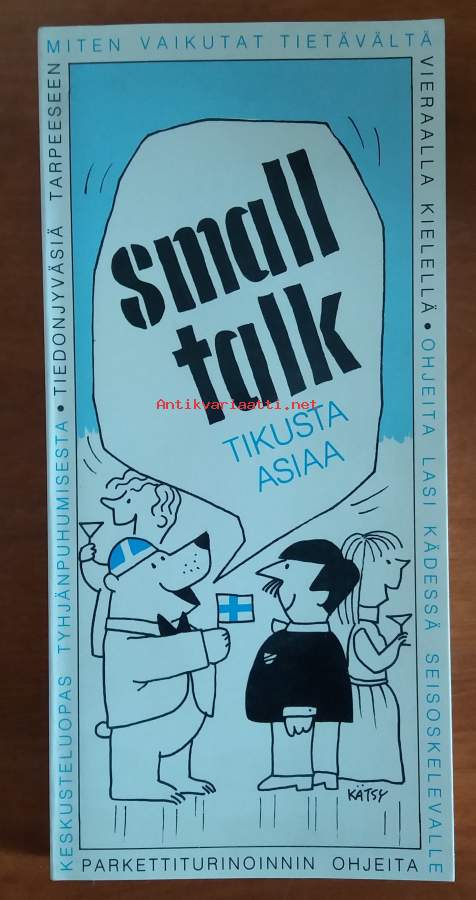 MITEN VAIKUTAT TIETÄVÄLTÄ
VIERAALLA KIELELLÄ • OHJEITA LASI KÄDESSÄ SEISOSKELEVALLE
small
talk
Antikvariaatti.net
TIKUSTA
ASIAA
KÄTSY
PARKETTITURINOINNIN OHJEITA
KESKUSTELUOPAS TYHJÄNPUHUMISESTA • TIEDONJYVÄSIÄ TARPEESEEN